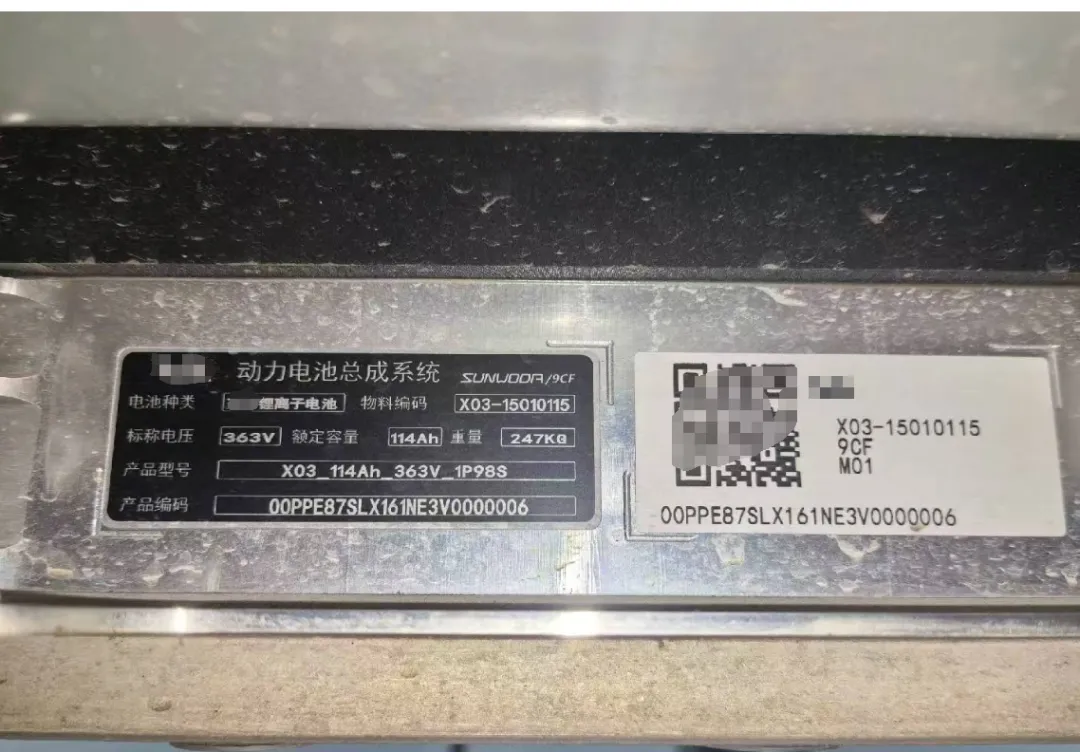 动力电池总成系统 SUNWODA/9CF
电池种类 锂离子电池 物料编码 X03-15010115
标称电压 363V 额定容量 114Ah 重量 247KG
产品型号 X03_114Ah_363V_1P98S
产品编码 00PPE87SLX161NE3V0000006
X03-15010115
9CF
M01
00PPE87SLX161NE3V0000006